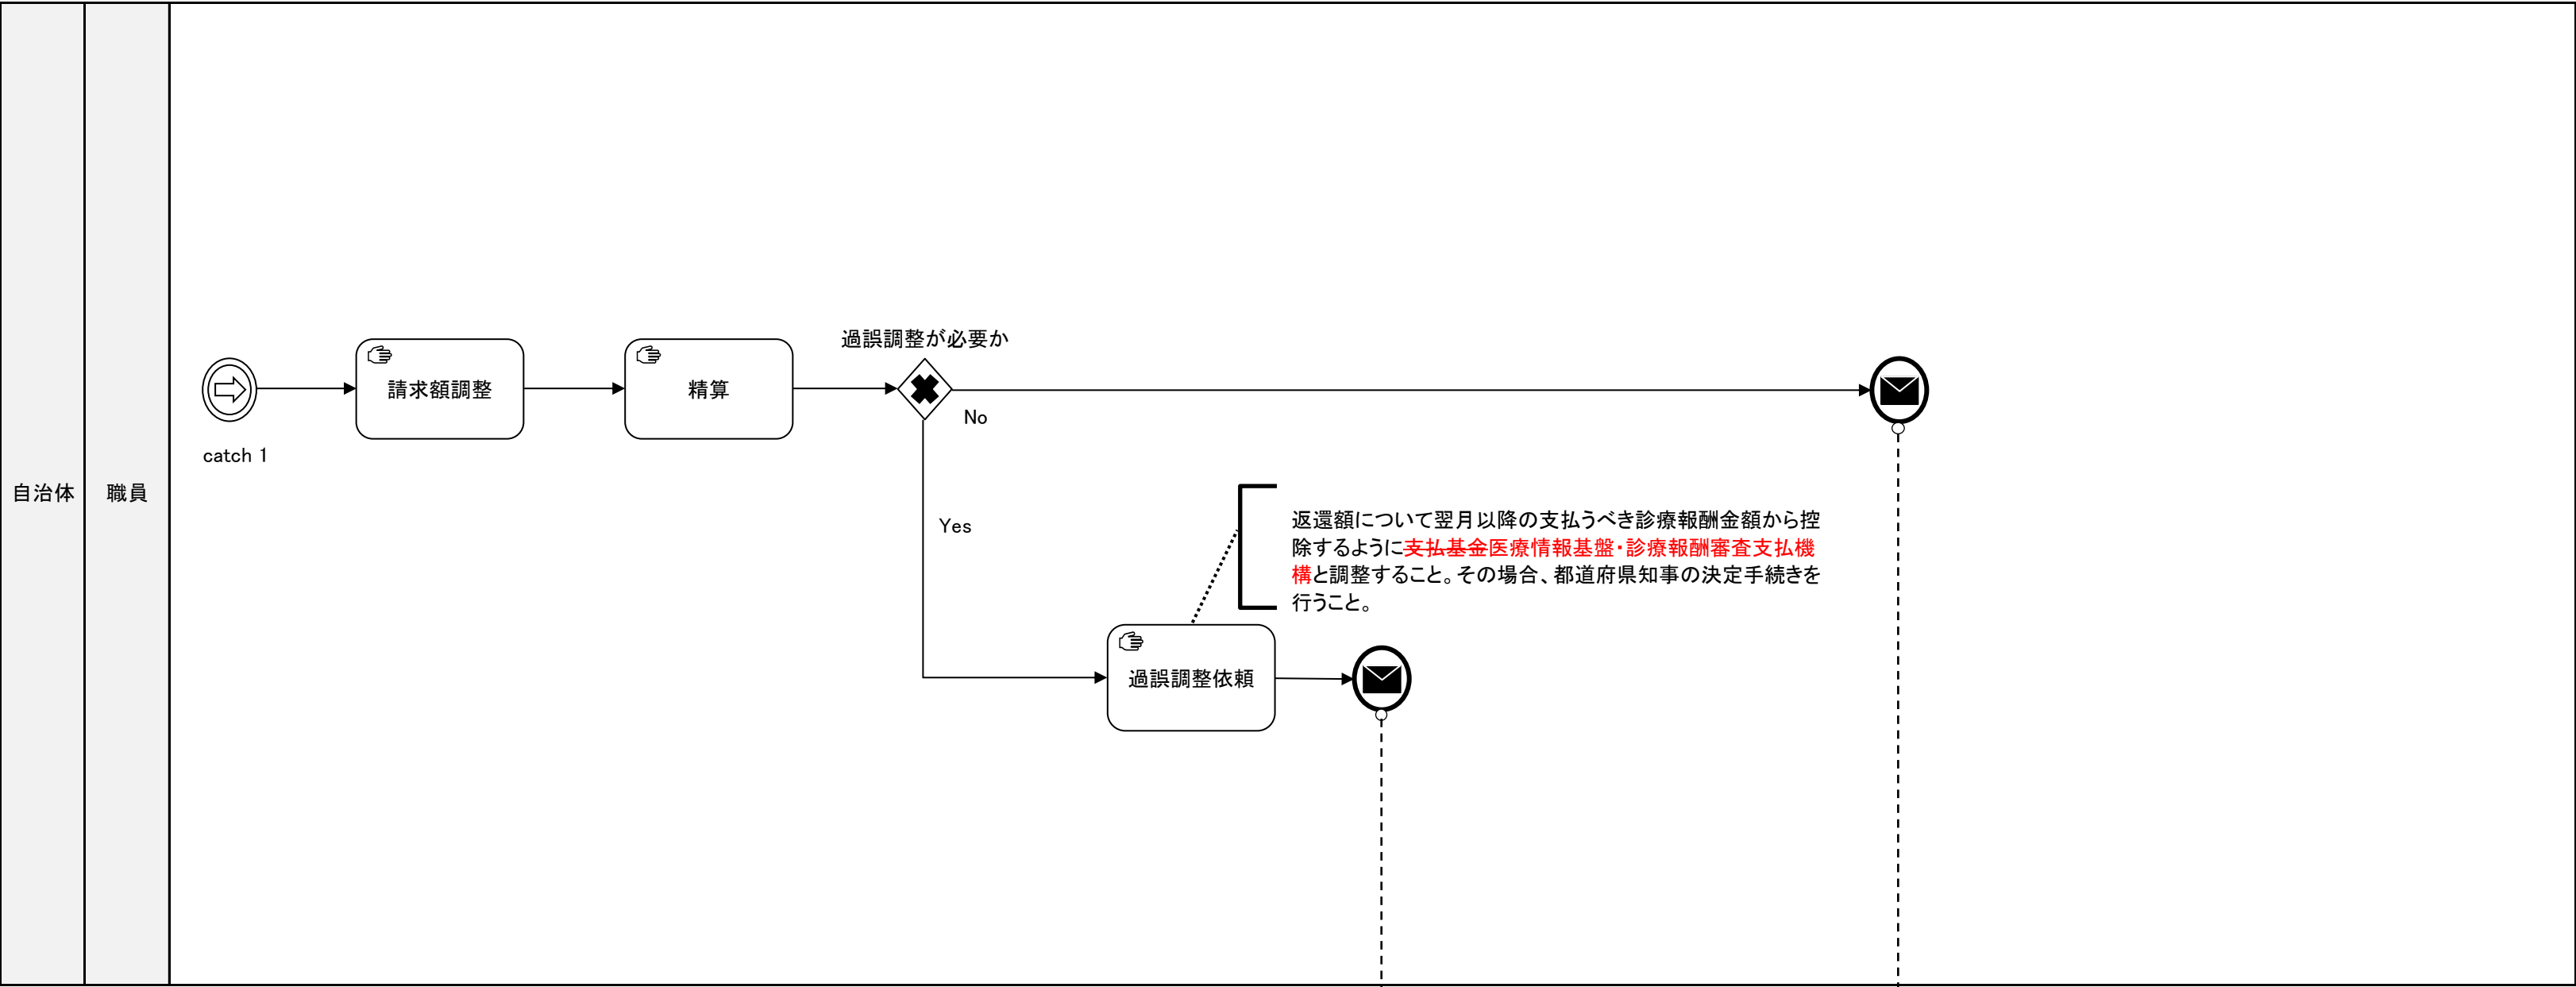 自治体
職員
catch 1
請求額調整
精算
過誤調整が必要か
No
Yes
返還額について翌月以降の支払うべき診療報酬金額から控
除するように支払基金医療情報基盤・診療報酬審査支払機
構と調整すること。その場合、都道府県知事の決定手続きを
行うこと。
過誤調整依頼